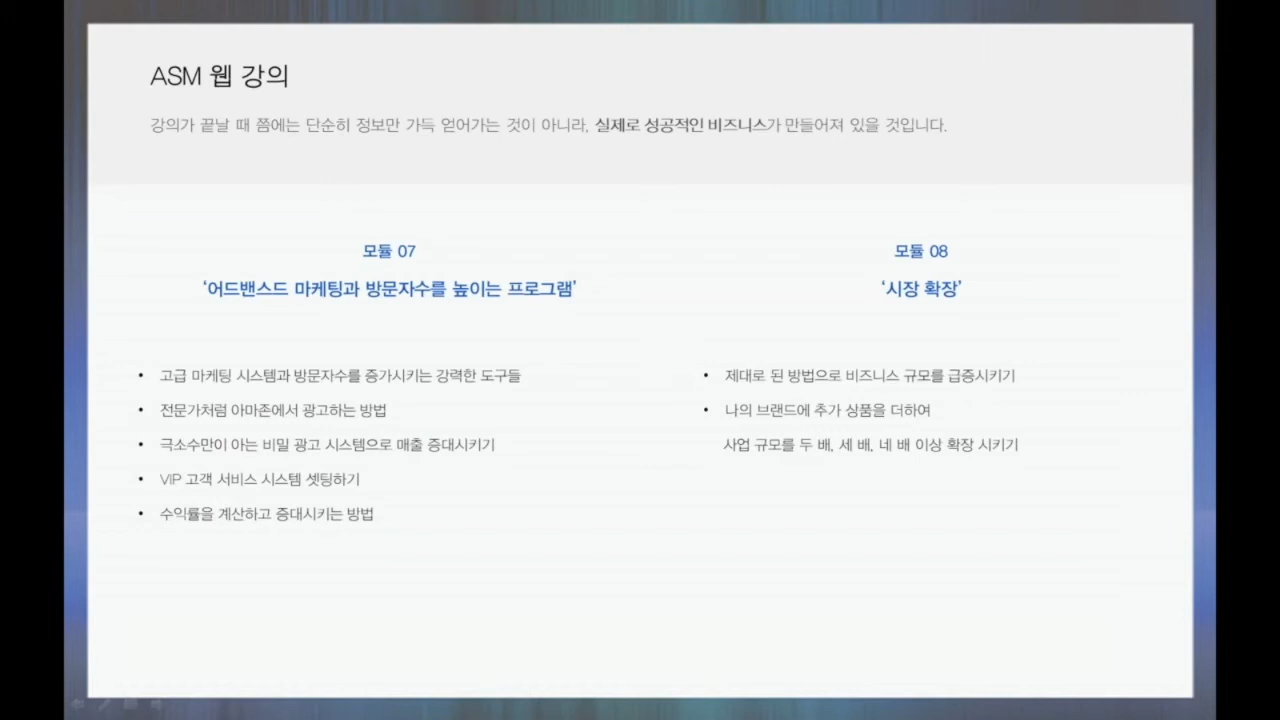 ASM 웹 강의
강의가 끝날 때 쯤에는 단순히 정보만 가득 얻어가는 것이 아니라, 실제로 성공적인 비즈니스가 만들어져 있을 것입니다.
모듈 07
‘어드밴스드 마케팅과 방문자수를 높이는 프로그램’
• 고급 마케팅 시스템과 방문자수를 증가시키는 강력한 도구들
• 전문가처럼 아마존에서 광고하는 방법
• 극소수만이 아는 비밀 광고 시스템으로 매출 증대시키기
• VIP 고객 서비스 시스템 셋팅하기
• 수익률을 계산하고 증대시키는 방법
모듈 08
‘시장 확장’
• 제대로 된 방법으로 비즈니스 규모를 급증시키기
• 나의 브랜드에 추가 상품을 더하여
사업 규모를 두 배, 세 배, 네 배 이상 확장 시키기